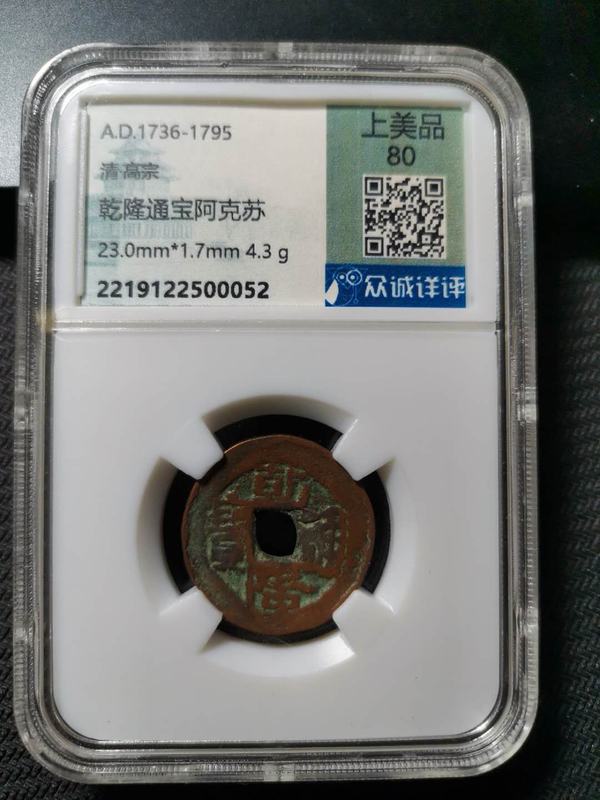 A.D.1736-1795
清 高宗
乾隆通宝阿克苏
23.0mm*1.7mm 4.3 g
2219122500052
上美品
80
众诚详评